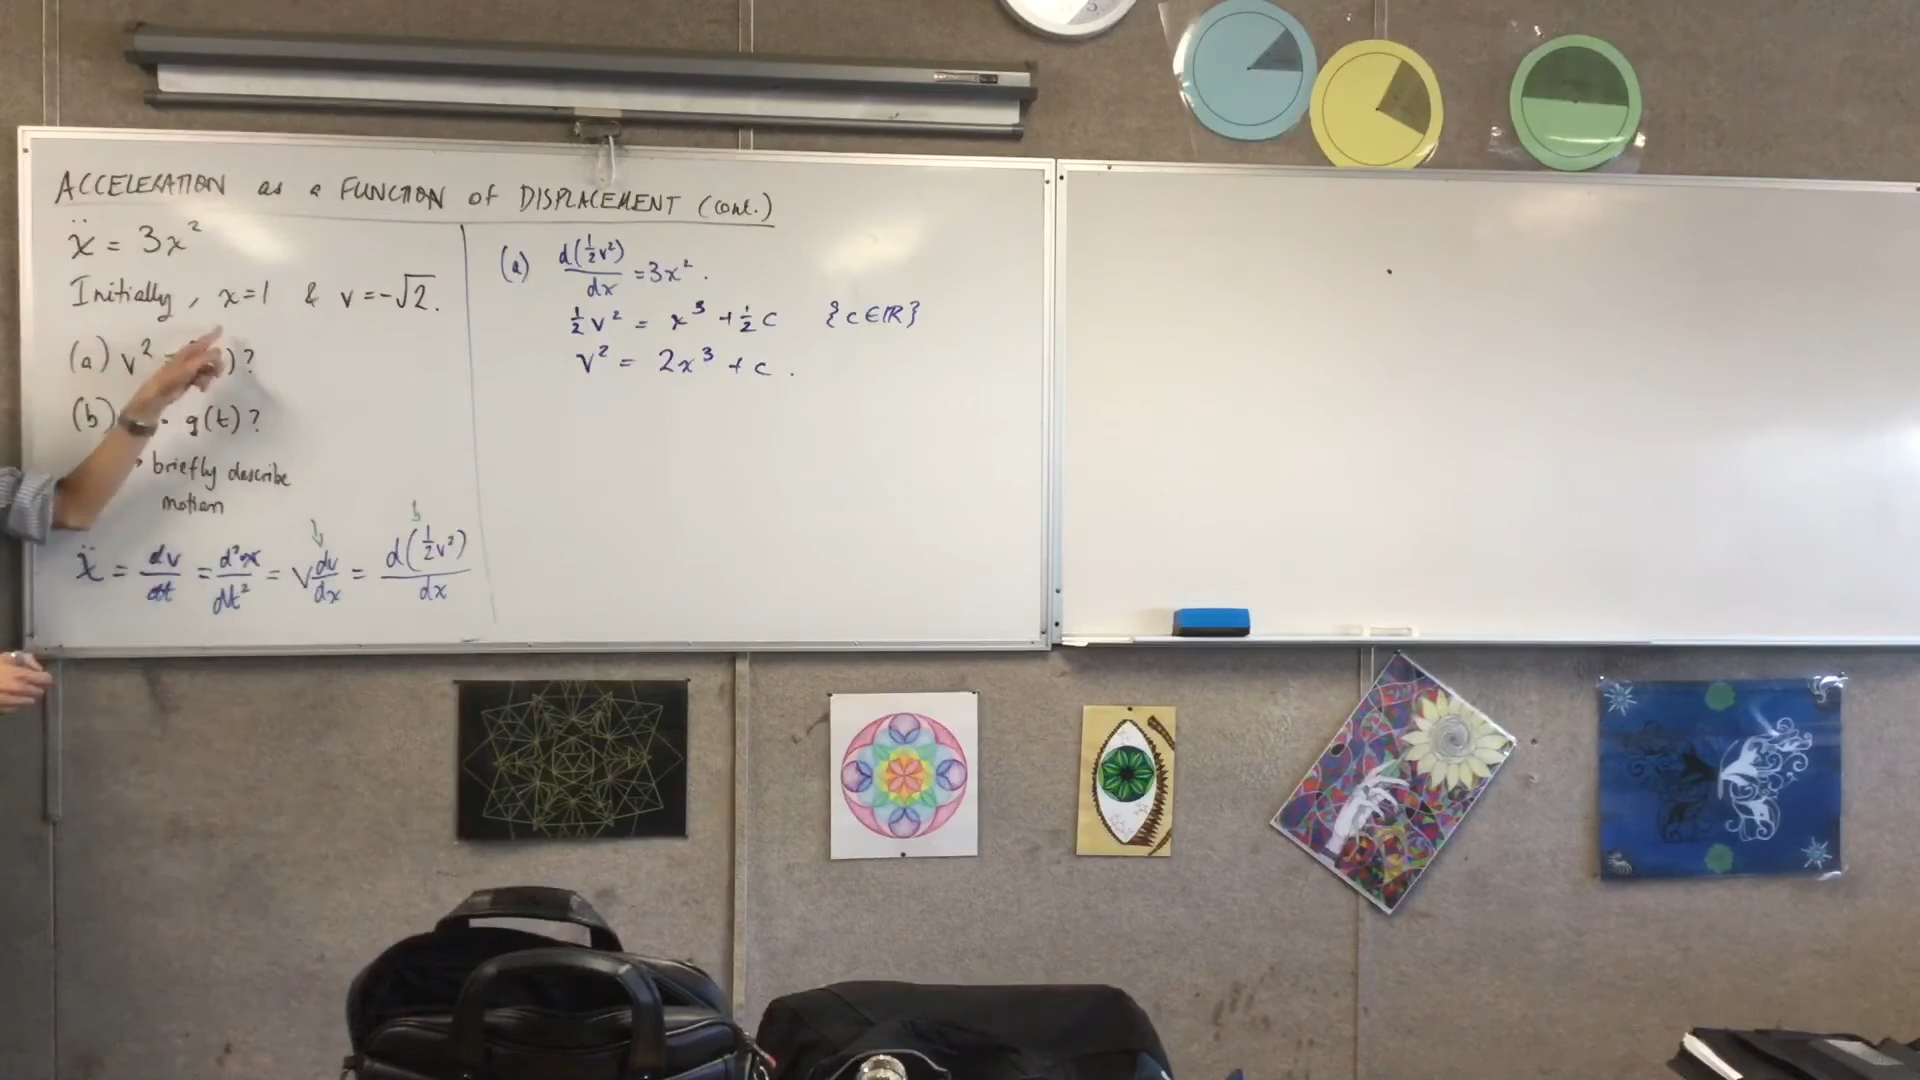 ACCELERATION as a FUNCTION of DISPLACEMENT (cont.)
ẍ = 3x²
Initially, x=1 & v=-√2.
(a) v² = )?
(b) g(t)?
briefly describe
motion
ẍ = dv/dt = d²x/dt² = v dv/dx = d(½v²)/dx
(a) d(½v²)/dx = 3x².
½v² = x³ + ½c {c∈ℝ}
v² = 2x³ + c.